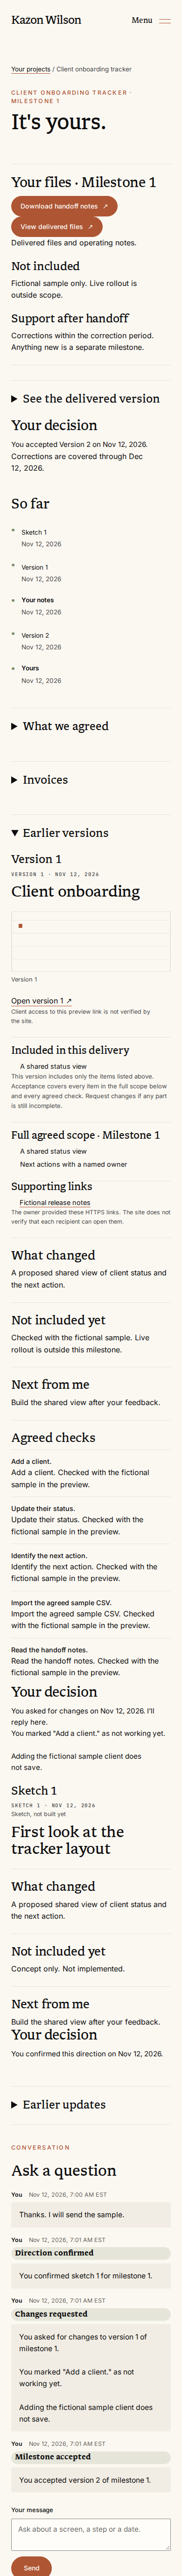 Kazon Wilson
Menu
Your projects / Client onboarding tracker
CLIENT ONBOARDING TRACKER ·
MILESTONE 1
It's yours.
Your files · Milestone 1
Download handoff notes ↗
View delivered files ↗
Delivered files and operating notes.
Not included
Fictional sample only. Live rollout is
outside scope.
Support after handoff
Corrections within the correction period.
Anything new is a separate milestone.
See the delivered version
Your decision
You accepted Version 2 on Nov 12, 2026.
Corrections are covered through Dec
12, 2026.
So far
Sketch 1
Nov 12, 2026
Version 1
Nov 12, 2026
Your notes
Nov 12, 2026
Version 2
Nov 12, 2026
Yours
Nov 12, 2026
What we agreed
Invoices
Earlier versions
Version 1
VERSION 1 · NOV 12, 2026
Client onboarding
Version 1
Open version 1 ↗
Client access to this preview link is not verified by
the site.
Included in this delivery
A shared status view
This version includes only the items listed above.
Acceptance covers every item in the full scope below
and every agreed check. Request changes if any part
is still incomplete.
Full agreed scope · Milestone 1
A shared status view
Next actions with a named owner
Supporting links
Fictional release notes
The owner provided these HTTPS links. The site does not
verify that each recipient can open them.
What changed
A proposed shared view of client status and
the next action.
Not included yet
Checked with the fictional sample. Live
rollout is outside this milestone.
Next from me
Build the shared view after your feedback.
Agreed checks
Add a client.
Add a client. Checked with the fictional
sample in the preview.
Update their status.
Update their status. Checked with the
fictional sample in the preview.
Identify the next action.
Identify the next action. Checked with the
fictional sample in the preview.
Import the agreed sample CSV.
Import the agreed sample CSV. Checked
with the fictional sample in the preview.
Read the handoff notes.
Read the handoff notes. Checked with the
fictional sample in the preview.
Your decision
You asked for changes on Nov 12, 2026. I'll
reply here.
You marked "Add a client." as not working yet.
Adding the fictional sample client does
not save.
Sketch 1
SKETCH 1 · NOV 12, 2026
Sketch, not built yet
First look at the
tracker layout
What changed
A proposed shared view of client status and
the next action.
Not included yet
Concept only. Not implemented.
Next from me
Build the shared view after your feedback.
Your decision
You confirmed this direction on Nov 12, 2026.
Earlier updates
CONVERSATION
Ask a question
You Nov 12, 2026, 7:00 AM EST
Thanks. I will send the sample.
You Nov 12, 2026, 7:01 AM EST
Direction confirmed
You confirmed sketch 1 for milestone 1.
You Nov 12, 2026, 7:01 AM EST
Changes requested
You asked for changes to version 1 of
milestone 1.
You marked "Add a client." as not
working yet.
Adding the fictional sample client does
not save.
You Nov 12, 2026, 7:01 AM EST
Milestone accepted
You accepted version 2 of milestone 1.
Your message
Ask about a screen, a step or a date.
Send